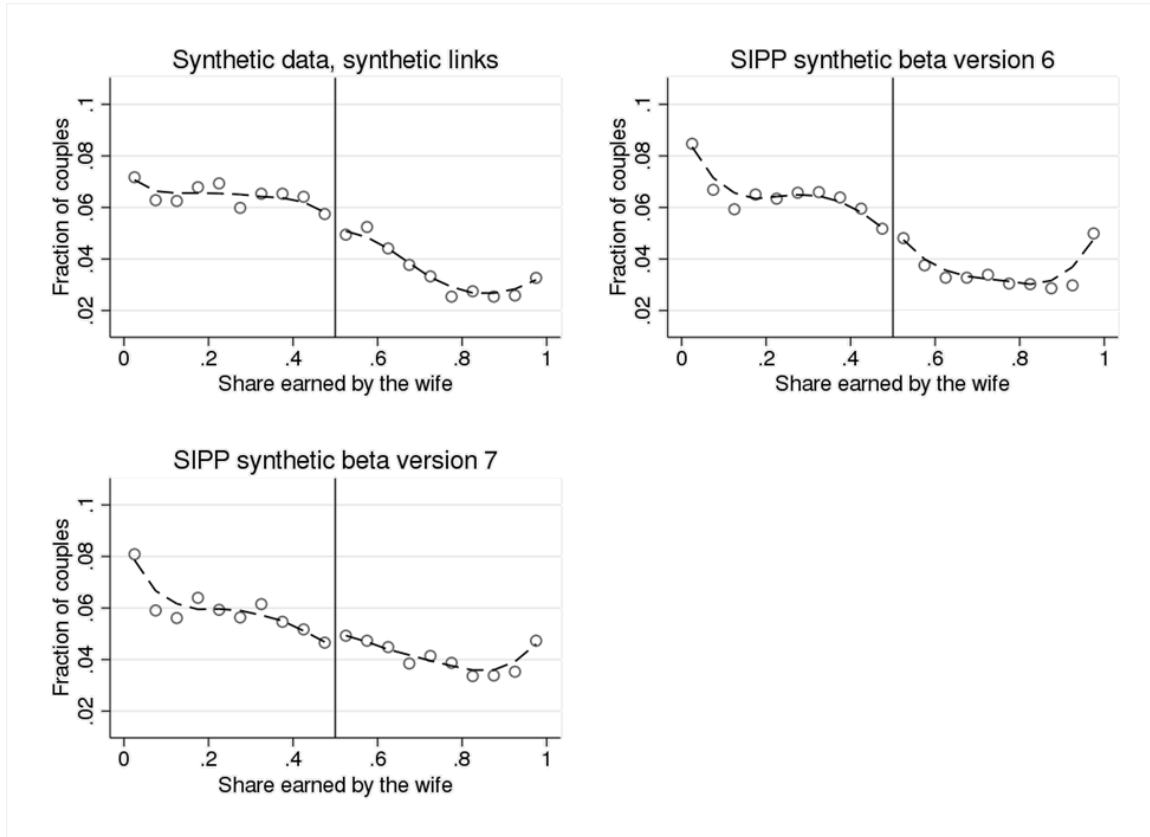 Synthetic data, synthetic links
Fraction of couples
.1
.08
.06
.04
.02
0 .2 .4 .6 .8 1
Share earned by the wife
SIPP synthetic beta version 6
Fraction of couples
.1
.08
.06
.04
.02
0 .2 .4 .6 .8 1
Share earned by the wife
SIPP synthetic beta version 7
Fraction of couples
.1
.08
.06
.04
.02
0 .2 .4 .6 .8 1
Share earned by the wife